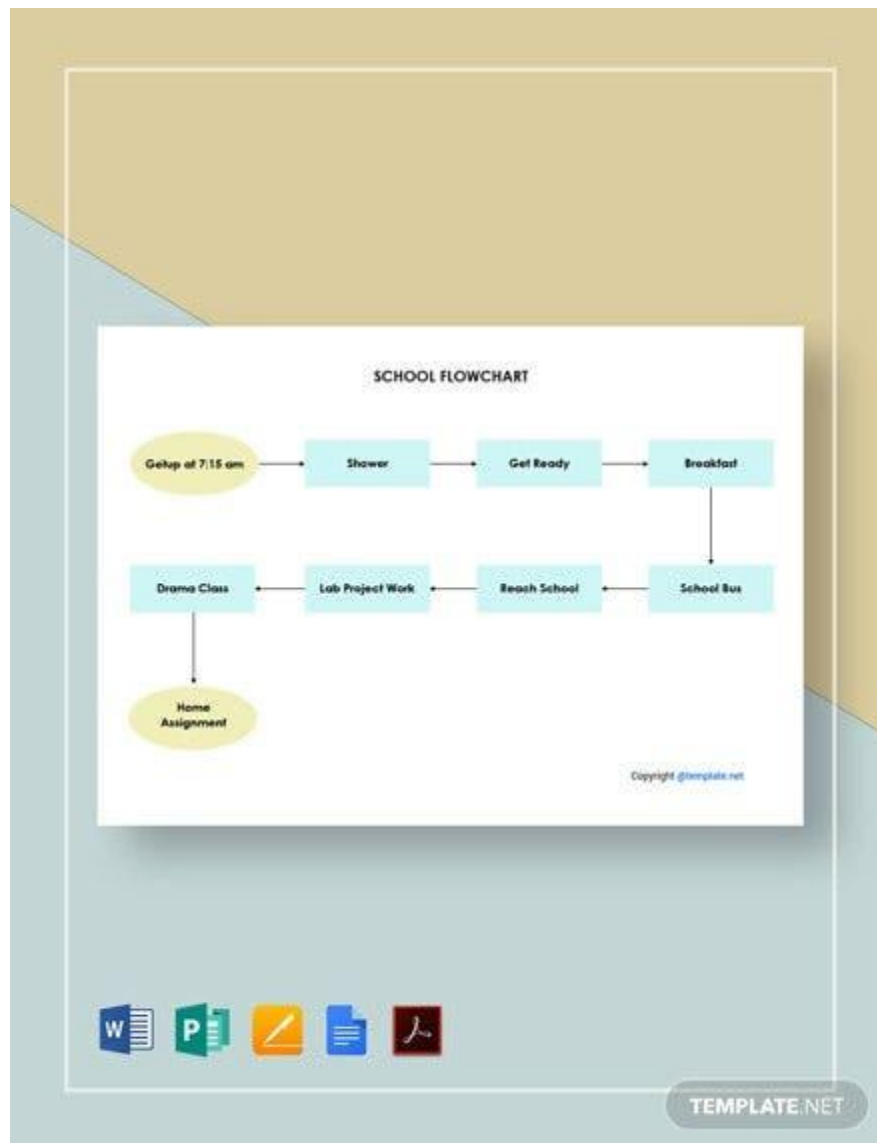 SCHOOL FLOWCHART
Getup at 7:15 am
Shower
Get Ready
Breakfast
School Bus
Reach School
Lab Project Work
Drama Class
Home
Assignment
Copyright @template.net
W
P
TEMPLATE.NET